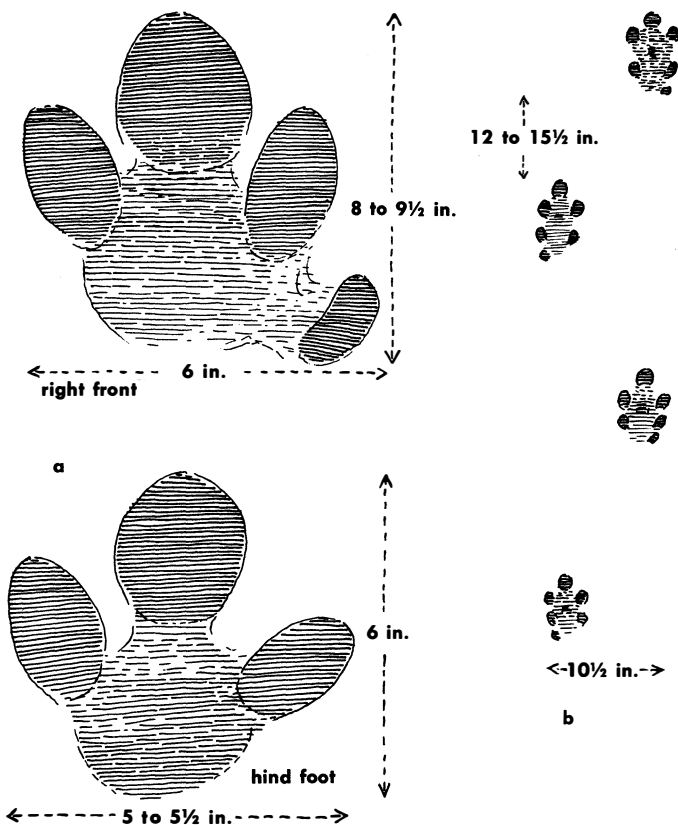 12 to 15½ in.
8 to 9½ in.
6 in.
right front
a
6 in.
10½ in.
b
hind foot
5 to 5½ in.